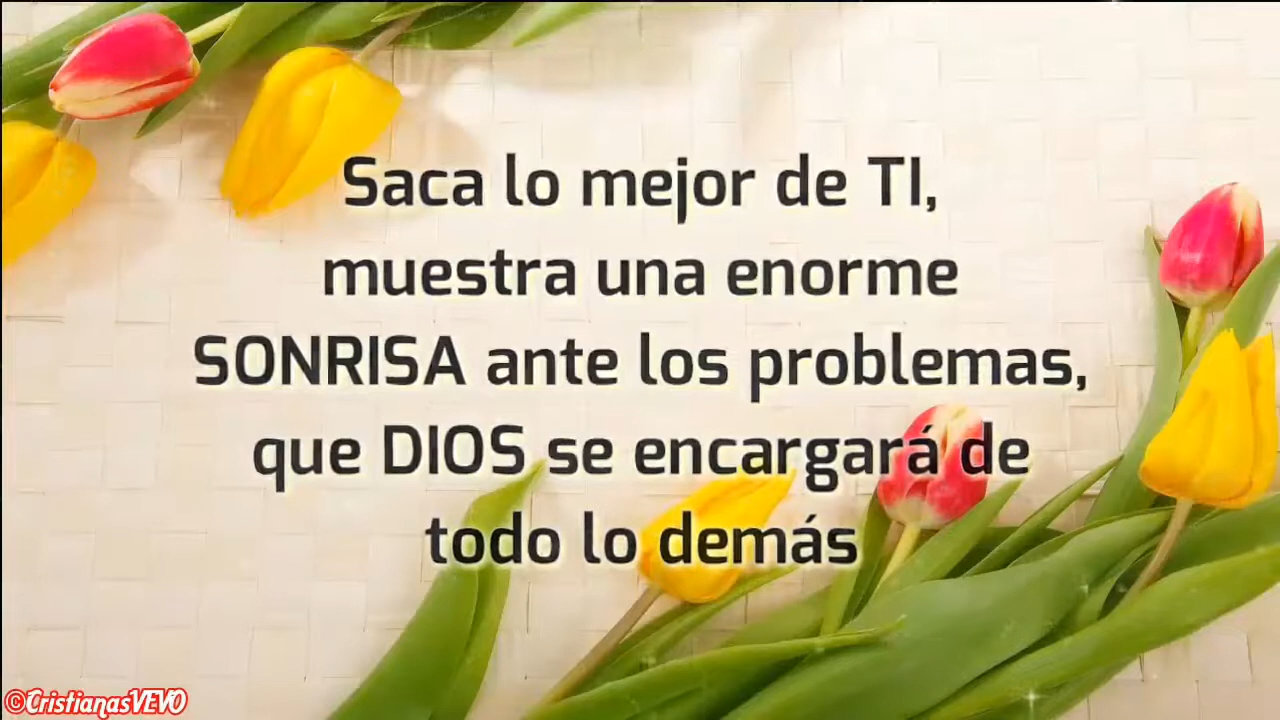 Saca lo mejor de TI,
muestra una enorme
SONRISA ante los problemas,
que DIOS se encargará de
todo lo demás
©CristianasVEVO